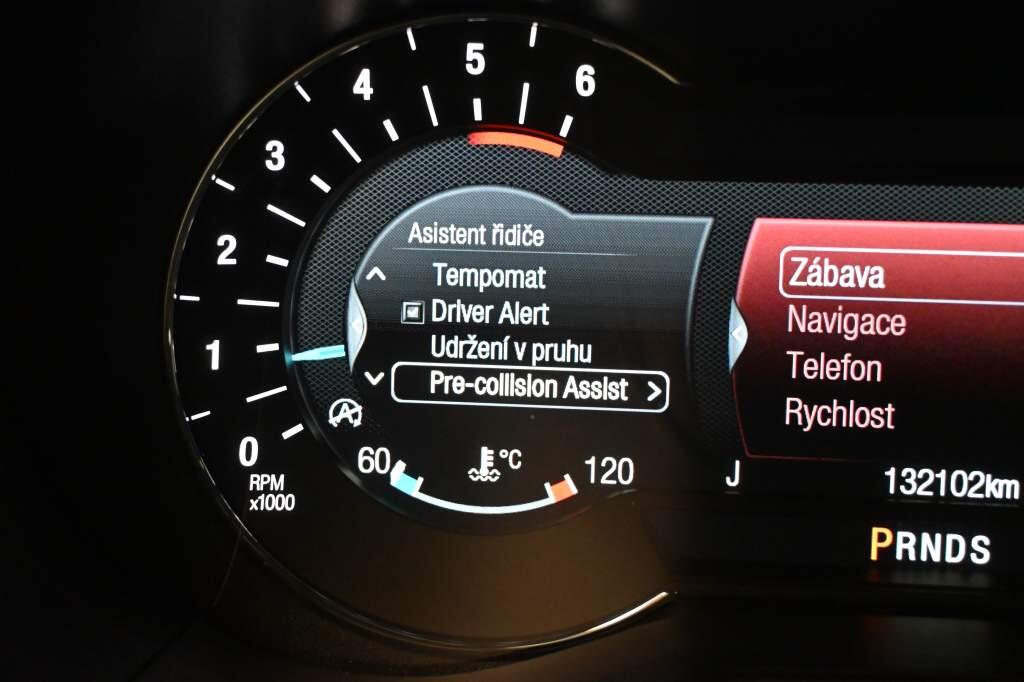 6
5
4
3
2
1
0
RPM
x1000
Asistent řidiče
Tempomat
Driver Alert
Udržení v pruhu
Pre-collision Assist
60
°C
120
Zábava
Navigace
Telefon
Rychlost
J
132102km
PRNDS